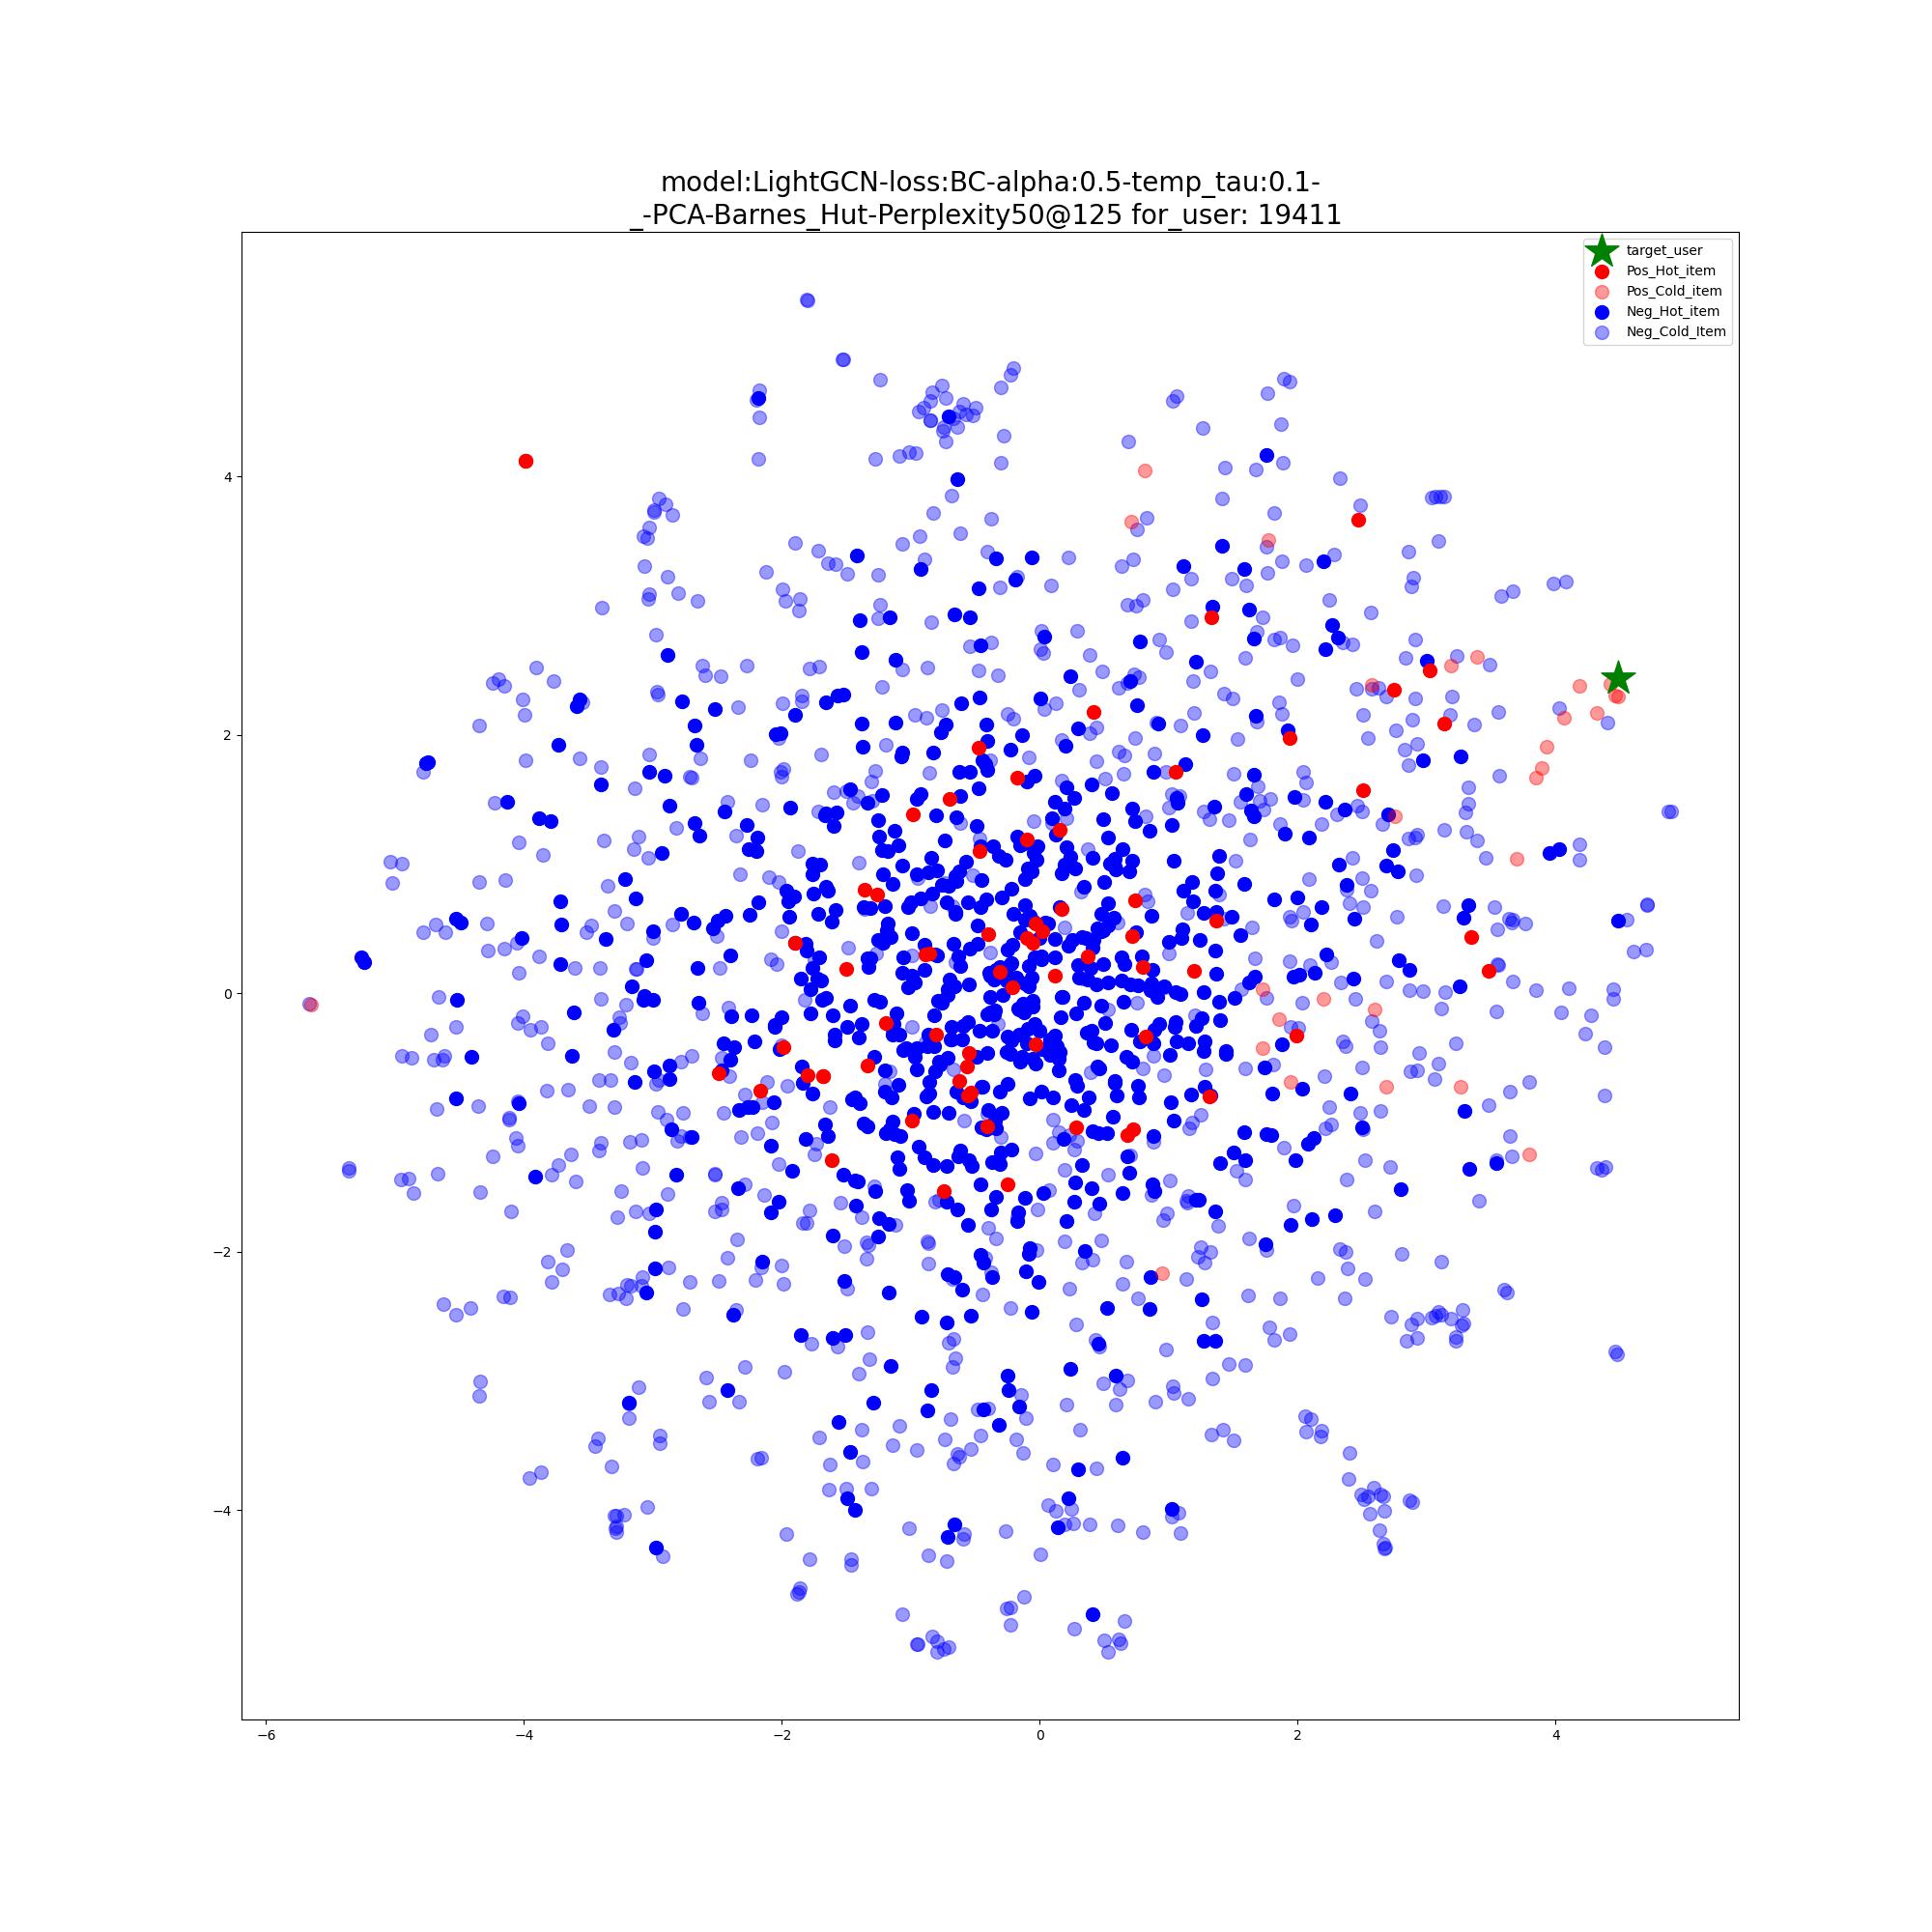 model:LightGCN-loss:BC-alpha:0.5-temp_tau:0.1-
_-PCA-Barnes_Hut-Perplexity50@125 for_user: 19411
target_user
Pos_Hot_item
Pos_Cold_item
Neg_Hot_item
Neg_Cold_Item
4
2
0
−2
−4
−6
−4
−2
0
2
4